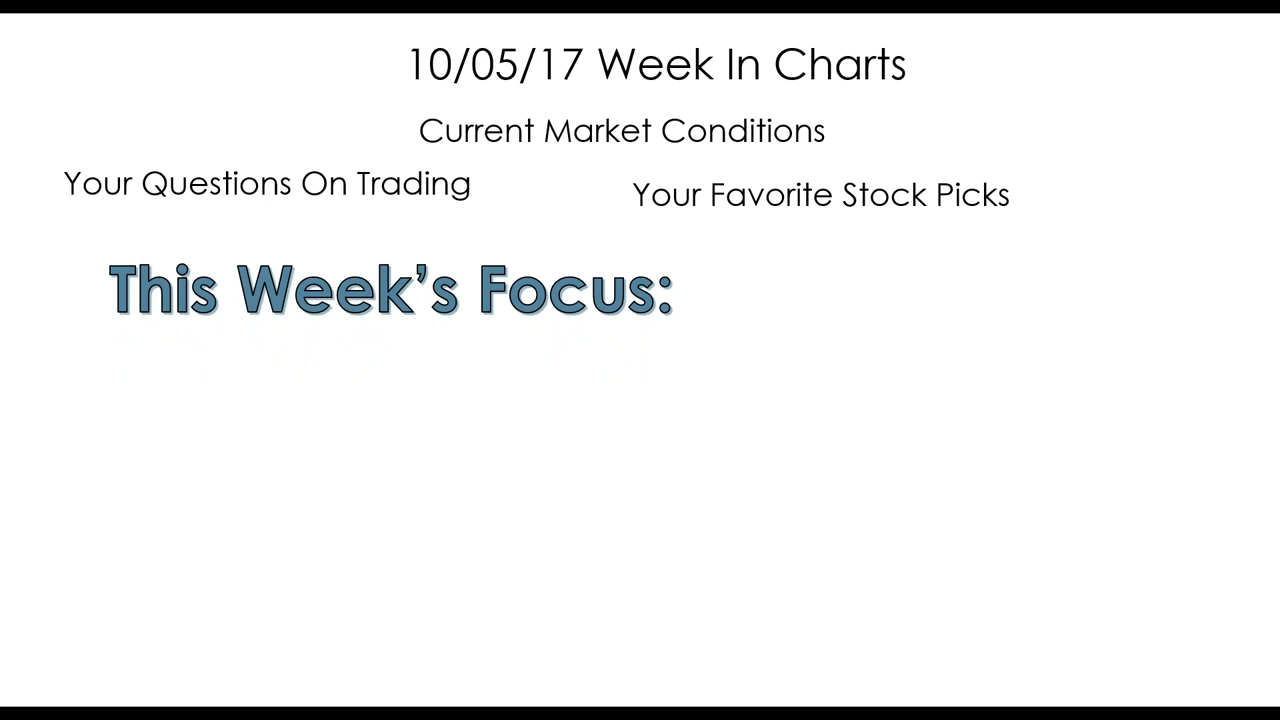 10/05/17 Week In Charts
Current Market Conditions
Your Questions On Trading
Your Favorite Stock Picks
This Week’s Focus: